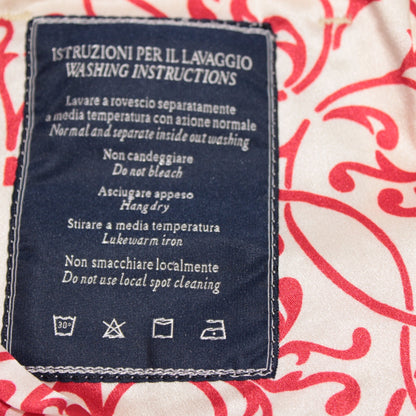 ISTRUZIONI PER IL LAVAGGIO
WASHING INSTRUCTIONS
Lavare a rovescio separatamente
a media temperatura con azione normale
Normal and separate inside out washing
Non candeggiare
Do not bleach
Asciugare appeso
Hang dry
Stirare a media temperatura
Lukewarm iron
Non smacchiare localmente
Do not use local spot cleaning
30°